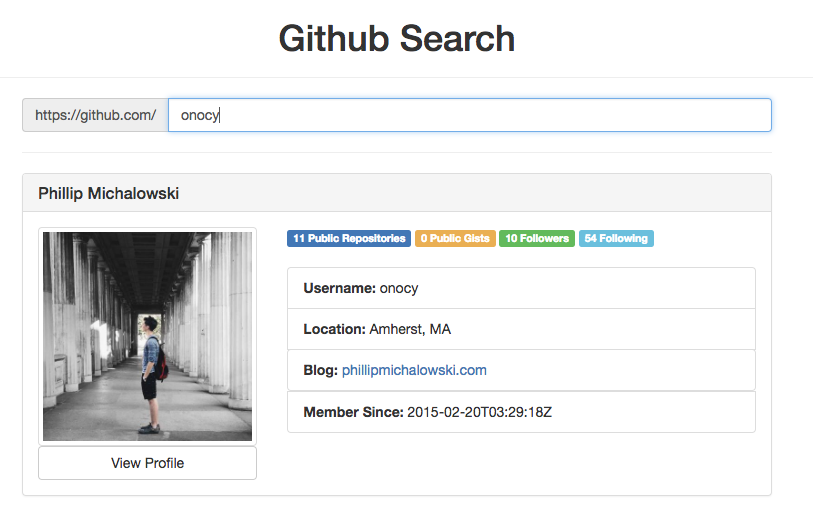 Github Search
https://github.com/ onocy
Phillip Michalowski
11 Public Repositories 0 Public Gists 10 Followers 54 Following
Username: onocy
Location: Amherst, MA
Blog: phillipmichalowski.com
Member Since: 2015-02-20T03:29:18Z
View Profile